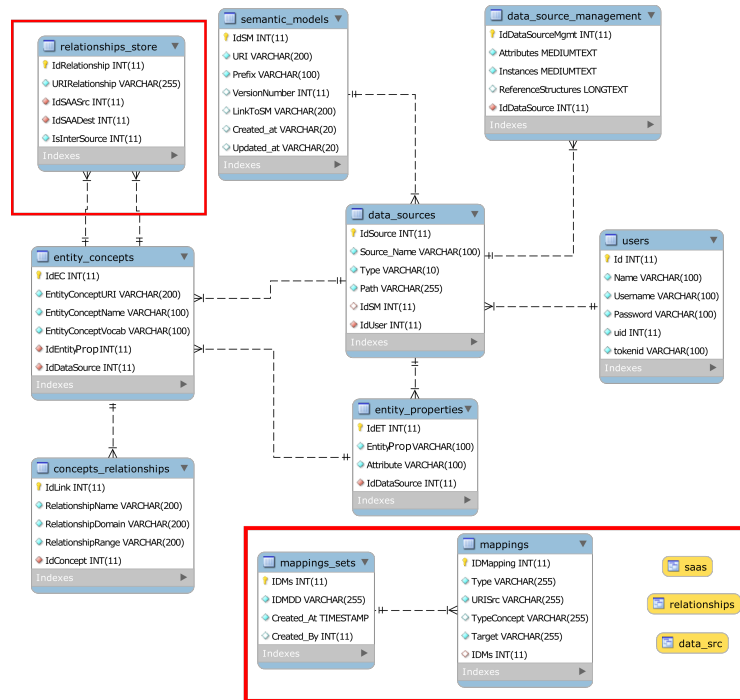 relationships_store
IdRelationship INT(11)
URIRelationship VARCHAR(255)
IdSAASrc INT(11)
IdSAADest INT(11)
IsInterSource INT(11)
Indexes
semantic_models
IdSM INT(11)
URI VARCHAR(200)
Prefix VARCHAR(100)
VersionNumber INT(11)
LinkToSM VARCHAR(200)
Created_at VARCHAR(20)
Updated_at VARCHAR(20)
Indexes
data_source_management
IdDataSourceMgmt INT(11)
Attributes MEDIUMTEXT
Instances MEDIUMTEXT
ReferenceStructures LONGTEXT
IdDataSource INT(11)
Indexes
data_sources
IdSource INT(11)
Source_Name VARCHAR(100)
Type VARCHAR(10)
Path VARCHAR(255)
IdSM INT(11)
IdUser INT(11)
Indexes
users
Id INT(11)
Name VARCHAR(100)
Username VARCHAR(100)
Password VARCHAR(100)
uid INT(11)
tokenid VARCHAR(100)
Indexes
entity_concepts
IdEC INT(11)
EntityConceptURI VARCHAR(200)
EntityConceptName VARCHAR(100)
EntityConceptVocab VARCHAR(100)
IdEntityProp INT(11)
IdDataSource INT(11)
Indexes
entity_properties
IdET INT(11)
EntityProp VARCHAR(100)
Attribute VARCHAR(100)
IdDataSource INT(11)
Indexes
concepts_relationships
IdLink INT(11)
RelationshipName VARCHAR(200)
RelationshipDomain VARCHAR(200)
RelationshipRange VARCHAR(200)
IdConcept INT(11)
Indexes
mappings_sets
IDMs INT(11)
IDMDD VARCHAR(255)
Created_At TIMESTAMP
Created_By INT(11)
Indexes
mappings
IDMapping INT(11)
Type VARCHAR(255)
URISrc VARCHAR(255)
TypeConcept VARCHAR(255)
Target VARCHAR(255)
IDMs INT(11)
Indexes
saas
relationships
data_src